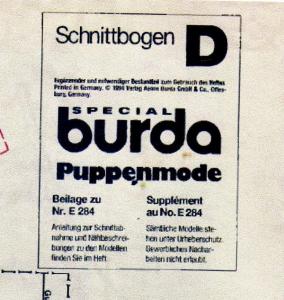 Schnittbogen D
Ergänzender und notwendiger Bestandteil zum Gebrauch des Heftes
Printed in Germany. © 1994 Verlag Aenne Burda GmbH & Co., Offen-
burg, Germany.
SPECIAL
burda
Puppenmode
Beilage zu
Nr. E 284
Anleitung zur Schnittab-
nahme und Nähbeschrei-
bungen zu den Modellen
finden Sie im Heft.
Supplément
au No. E 284
Sämtliche Modelle ste-
hen unter Urheberschutz.
Gewerbliches Nachar-
beiten nicht erlaubt.